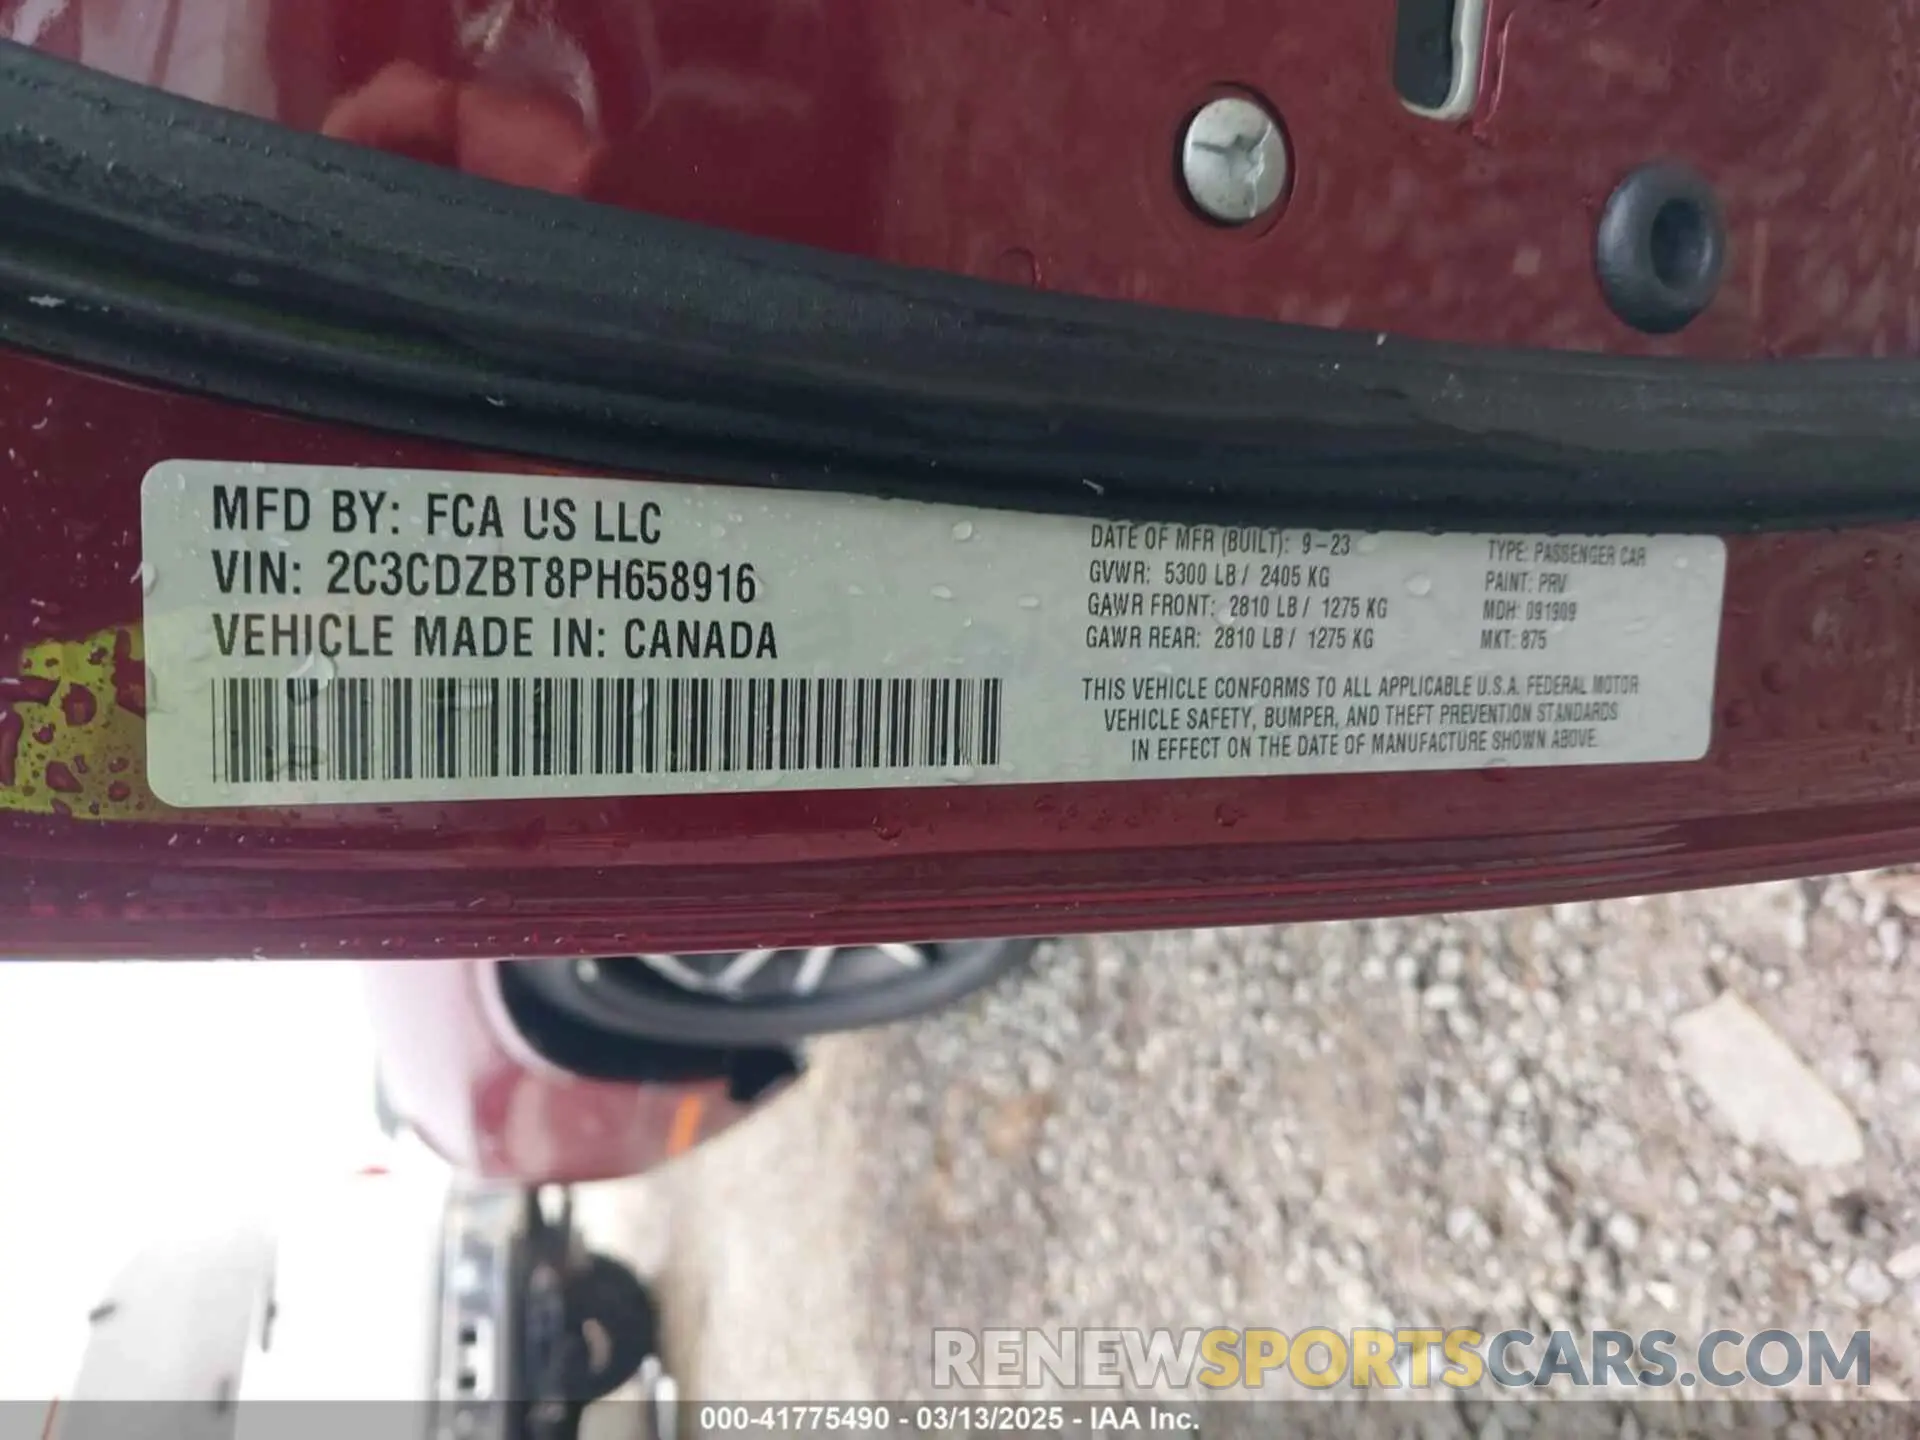 MFD BY: FCA US LLC
VIN: 2C3CDZBT8PH658916
VEHICLE MADE IN: CANADA
DATE OF MFR (BUILT): 9-23
GVWR: 5300 LB / 2405 KG
GAWR FRONT: 2810 LB / 1275 KG
GAWR REAR: 2810 LB / 1275 KG
TYPE: PASSENGER CAR
PAINT: PRV
MDH: 091909
MKT: 875
THIS VEHICLE CONFORMS TO ALL APPLICABLE U.S.A. FEDERAL MOTOR
VEHICLE SAFETY, BUMPER, AND THEFT PREVENTION STANDARDS
IN EFFECT ON THE DATE OF MANUFACTURE SHOWN ABOVE.
RENEWSPORTSCARS.COM
000-41775490 - 03/13/2025 - IAA Inc.